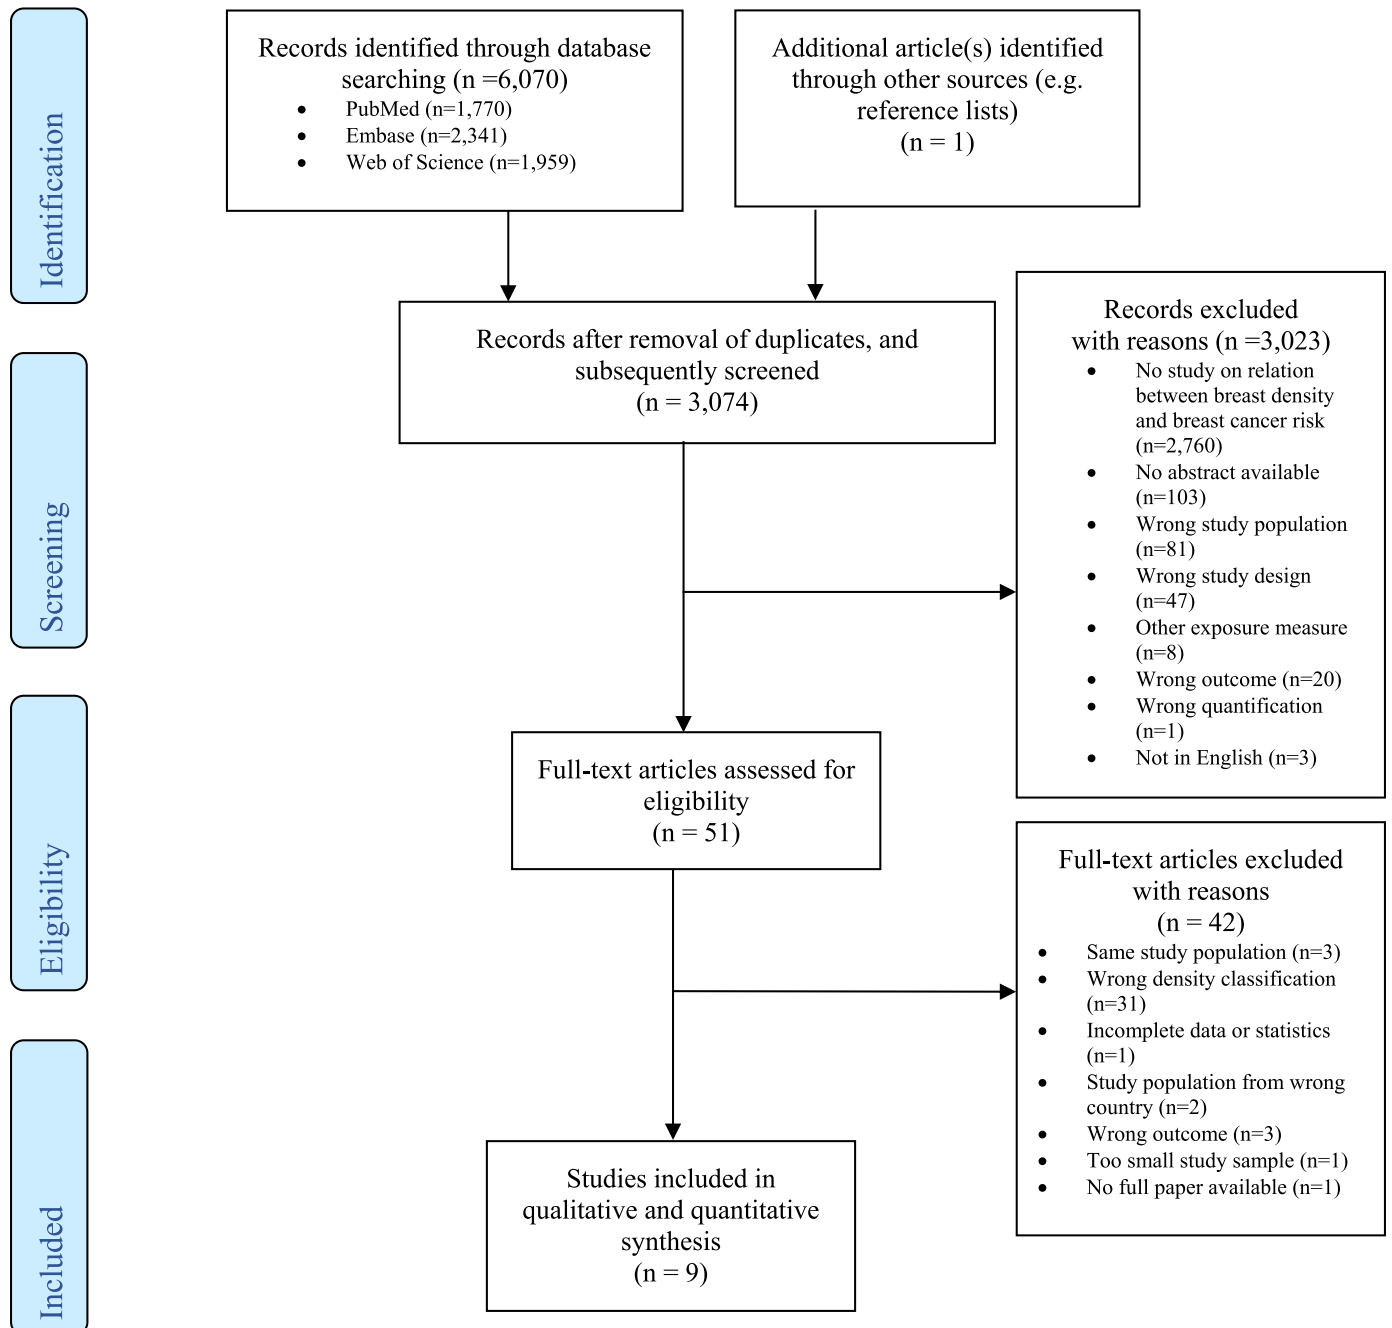 Identification
Records identified through database
searching (n =6,070)
• PubMed (n=1,770)
• Embase (n=2,341)
• Web of Science (n=1,959)
Additional article(s) identified
through other sources (e.g.
reference lists)
(n = 1)
Screening
Records after removal of duplicates, and
subsequently screened
(n = 3,074)
Records excluded
with reasons (n =3,023)
• No study on relation
between breast density
and breast cancer risk
(n=2,760)
• No abstract available
(n=103)
• Wrong study population
(n=81)
• Wrong study design
(n=47)
• Other exposure measure
(n=8)
• Wrong outcome (n=20)
• Wrong quantification
(n=1)
• Not in English (n=3)
Eligibility
Full-text articles assessed for
eligibility
(n = 51)
Full-text articles excluded
with reasons
(n = 42)
• Same study population (n=3)
• Wrong density classification
(n=31)
• Incomplete data or statistics
(n=1)
• Study population from wrong
country (n=2)
• Wrong outcome (n=3)
• Too small study sample (n=1)
• No full paper available (n=1)
Included
Studies included in
qualitative and quantitative
synthesis
(n = 9)